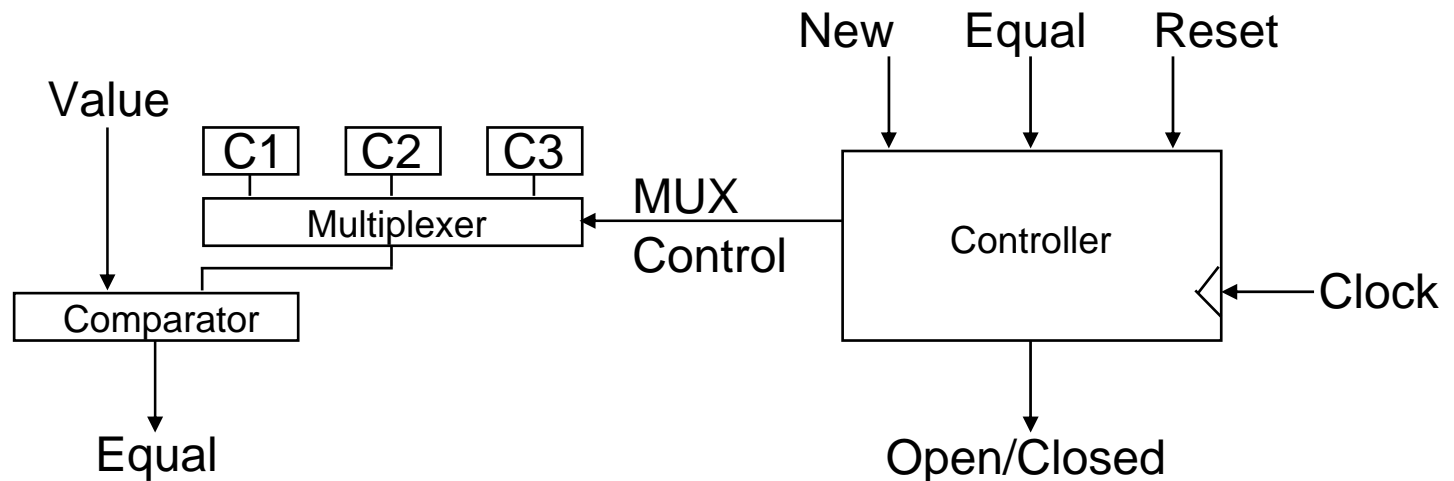 New Equal Reset
Value
C1 C2 C3
MUX
Multiplexer
Control
Controller
Clock
Comparator
Equal
Open/Closed